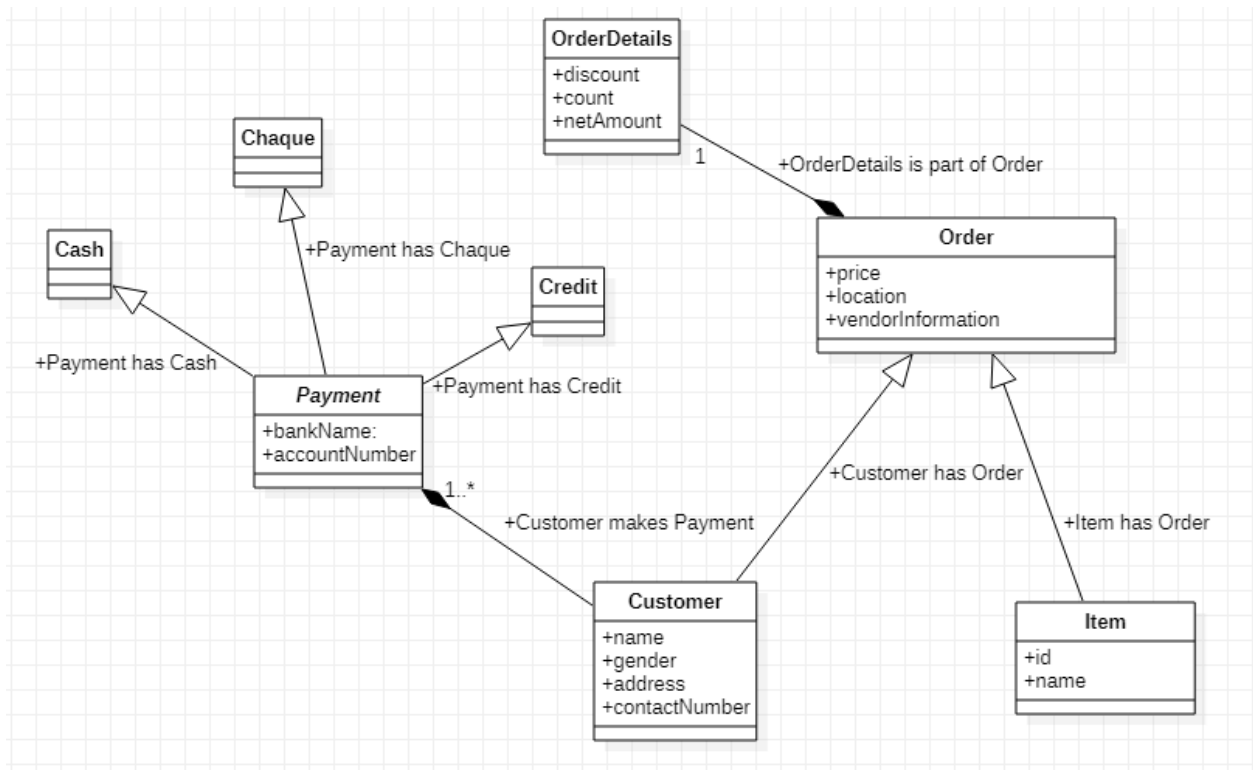 OrderDetails
+discount
+count
+netAmount
1
+OrderDetails is part of Order
Chaque
+Payment has Chaque
Cash
+Payment has Cash
Credit
+Payment has Credit
Order
+price
+location
+vendorInformation
Payment
+bankName:
+accountNumber
1..*
+Customer makes Payment
+Customer has Order
+Item has Order
Customer
+name
+gender
+address
+contactNumber
Item
+id
+name